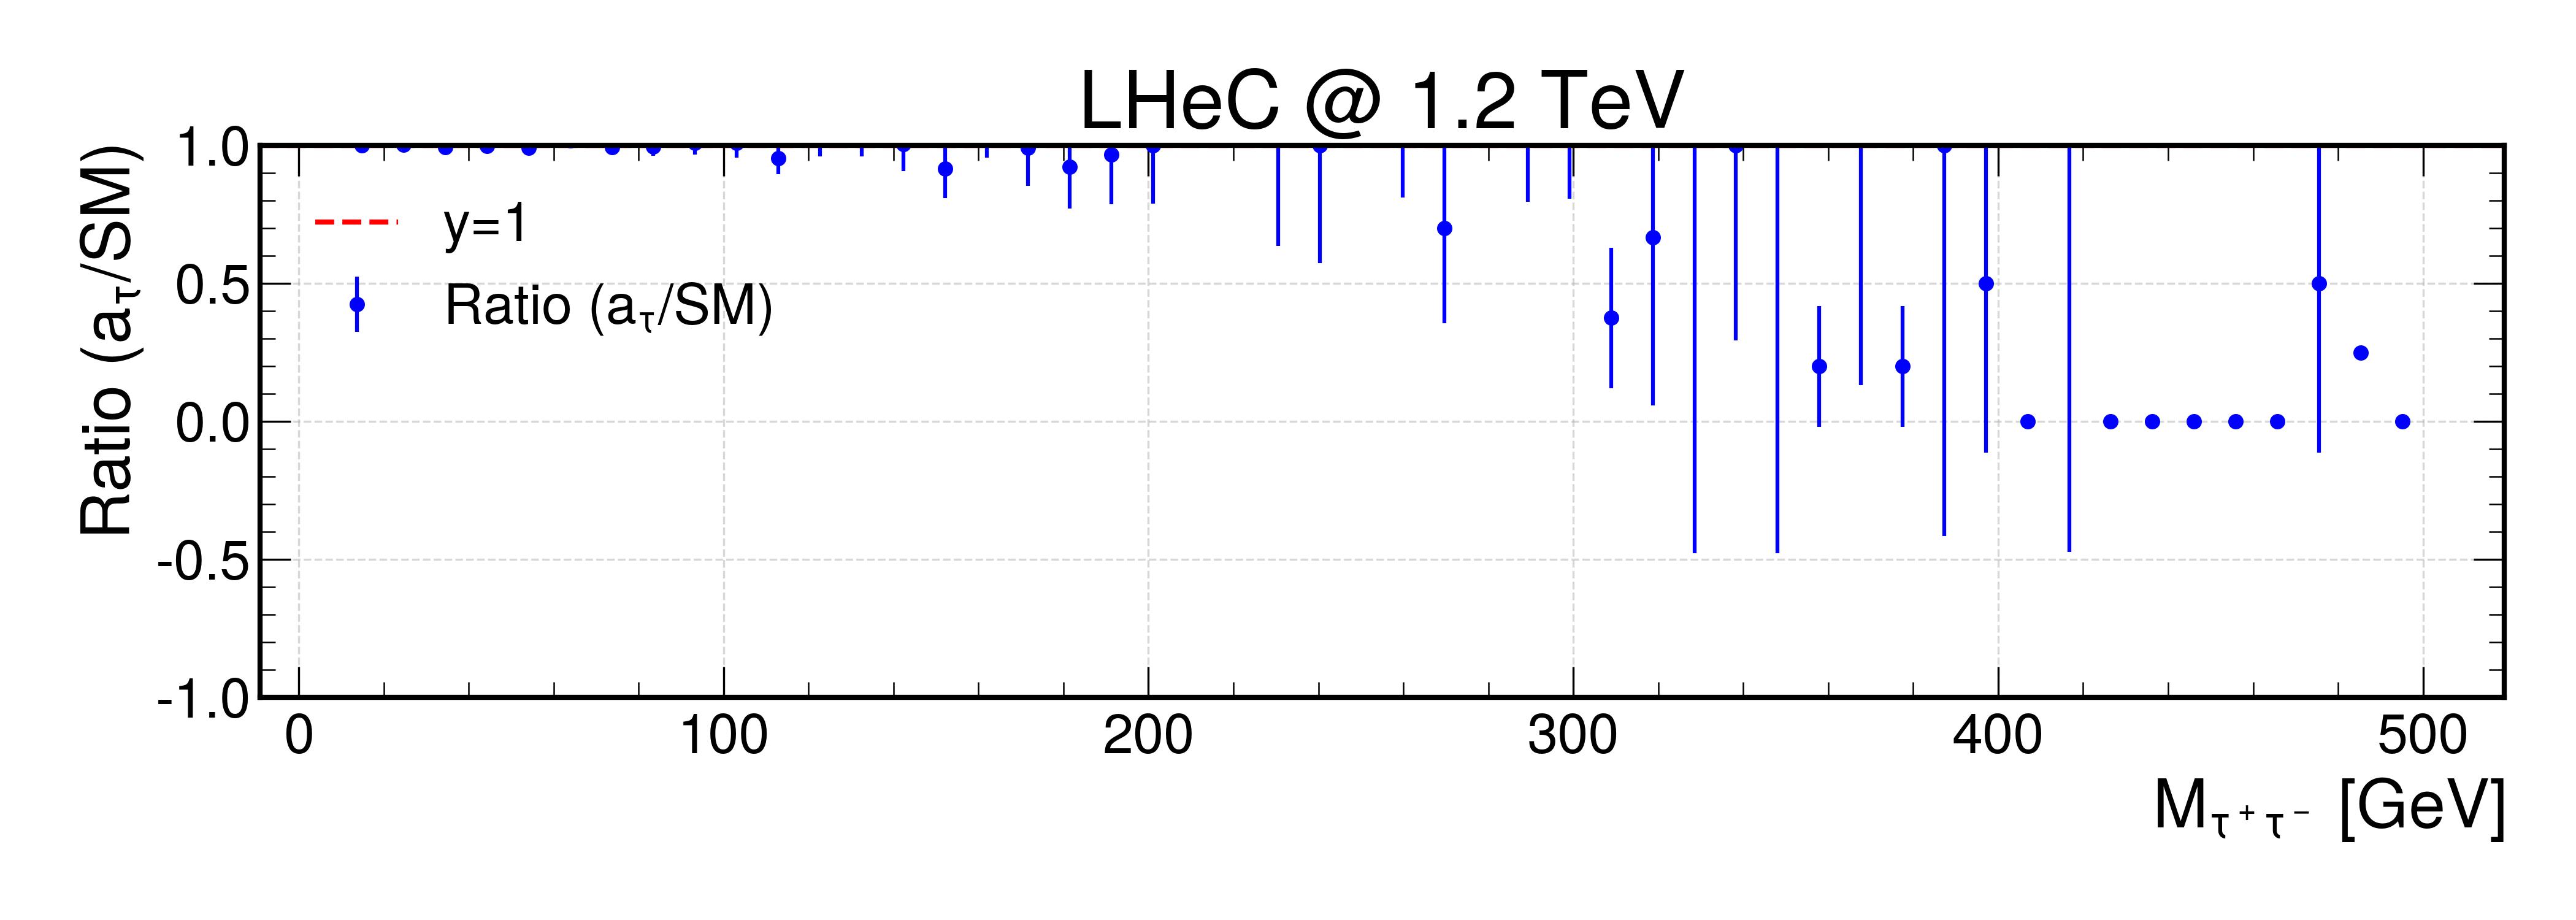 LHeC @ 1.2 TeV
Ratio (aτ/SM)
1.0
0.5
0.0
-0.5
-1.0
y=1
Ratio (aτ/SM)
0 100 200 300 400 500
Mτ⁺τ⁻ [GeV]